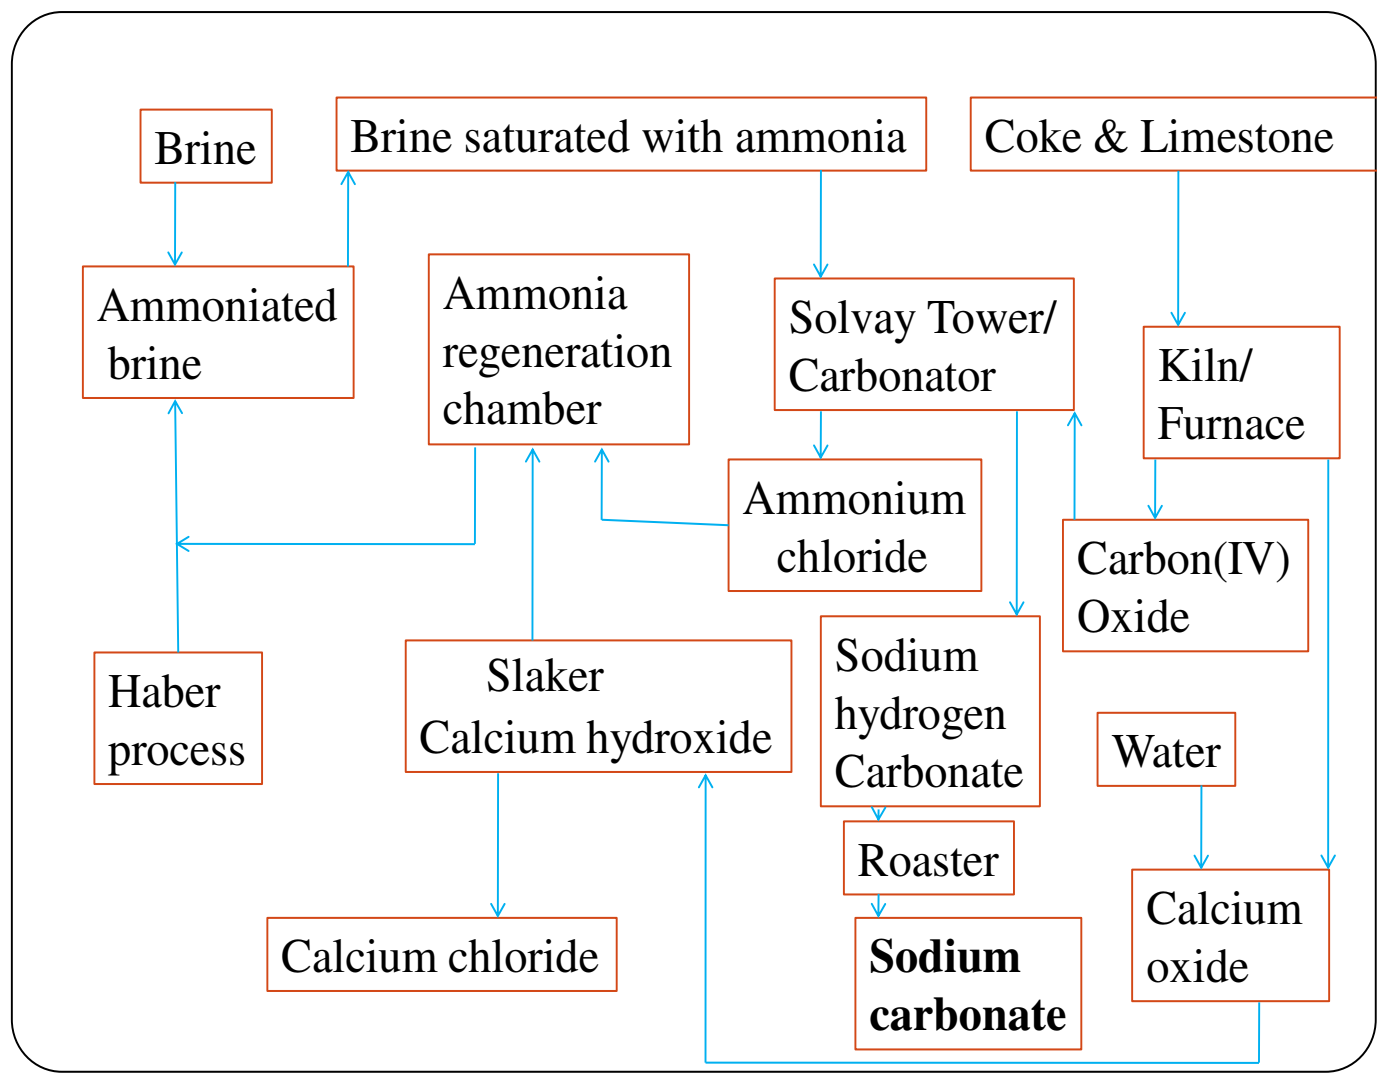 Brine
Brine saturated with ammonia
Coke & Limestone
Ammoniated
brine
Ammonia
regeneration
chamber
Solvay Tower/
Carbonator
Kiln/
Furnace
Ammonium
chloride
Carbon(IV)
Oxide
Haber
process
Slaker
Calcium hydroxide
Sodium
hydrogen
Carbonate
Water
Roaster
Calcium chloride
Sodium
carbonate
Calcium
oxide